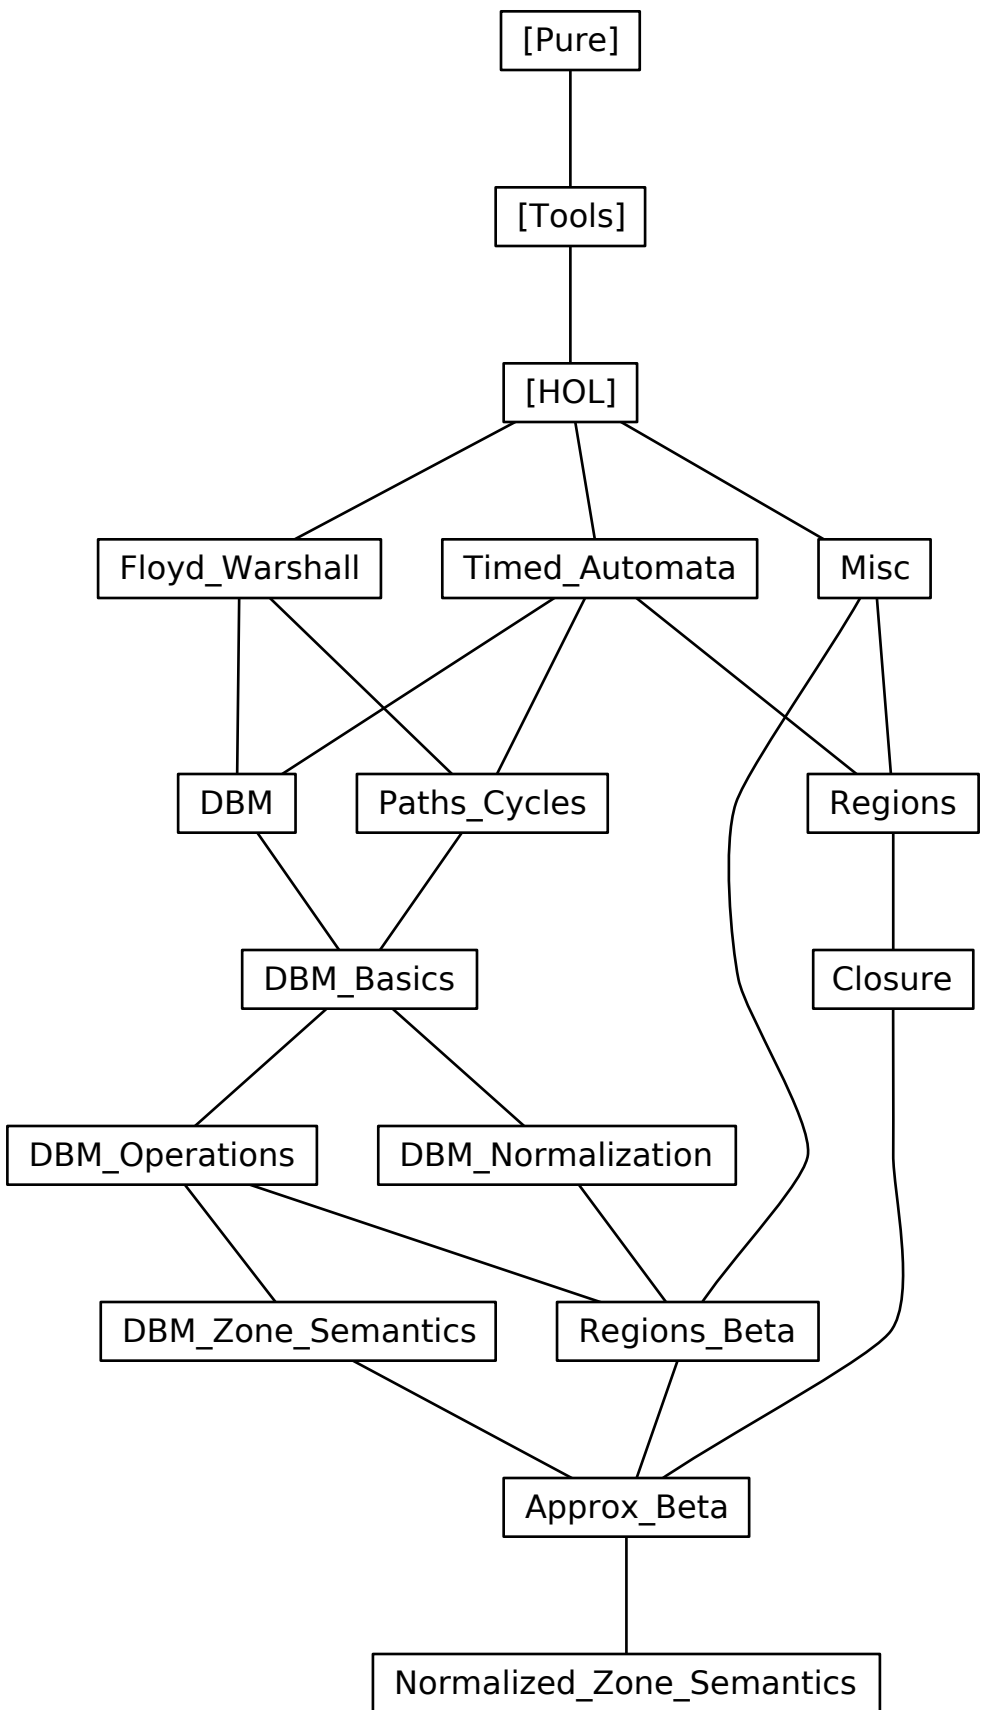 [Pure]
[Tools]
[HOL]
Floyd_Warshall
Timed_Automata
Misc
DBM
Paths_Cycles
Regions
DBM_Basics
Closure
DBM_Operations
DBM_Normalization
DBM_Zone_Semantics
Regions_Beta
Approx_Beta
Normalized_Zone_Semantics